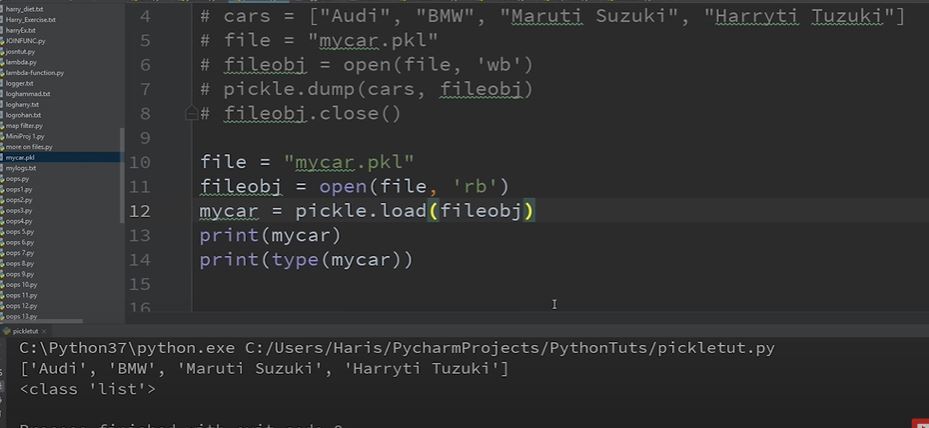 harry_diet.txt
Harry_Exercise.txt
harryEx.txt
JOINFUNC.py
josntut.py
lambda.py
lambda-function.py
logger.txt
loghammad.txt
logharry.txt
logrohan.txt
map filter.py
MiniProj 1.py
more on files.py
mycar.pkl
mylogs.txt
oops.py
oops1.py
oops2.py
oops3.py
oops4.py
oops 5.py
oops 6.py
oops 7.py
oops 8.py
oops 9.py
oops 10.py
oops 11.py
oops 12.py
oops 13.py
4 # cars = ["Audi", "BMW", "Maruti Suzuki", "Harryti Tuzuki"]
5 # file = "mycar.pkl"
6 # fileobj = open(file, 'wb')
7 # pickle.dump(cars, fileobj)
8 # fileobj.close()
9
10 file = "mycar.pkl"
11 fileobj = open(file, 'rb')
12 mycar = pickle.load(fileobj)
13 print(mycar)
14 print(type(mycar))
15
16
pickletut
C:\Python37\python.exe C:/Users/Haris/PycharmProjects/PythonTuts/pickletut.py
['Audi', 'BMW', 'Maruti Suzuki', 'Harryti Tuzuki']
<class 'list'>